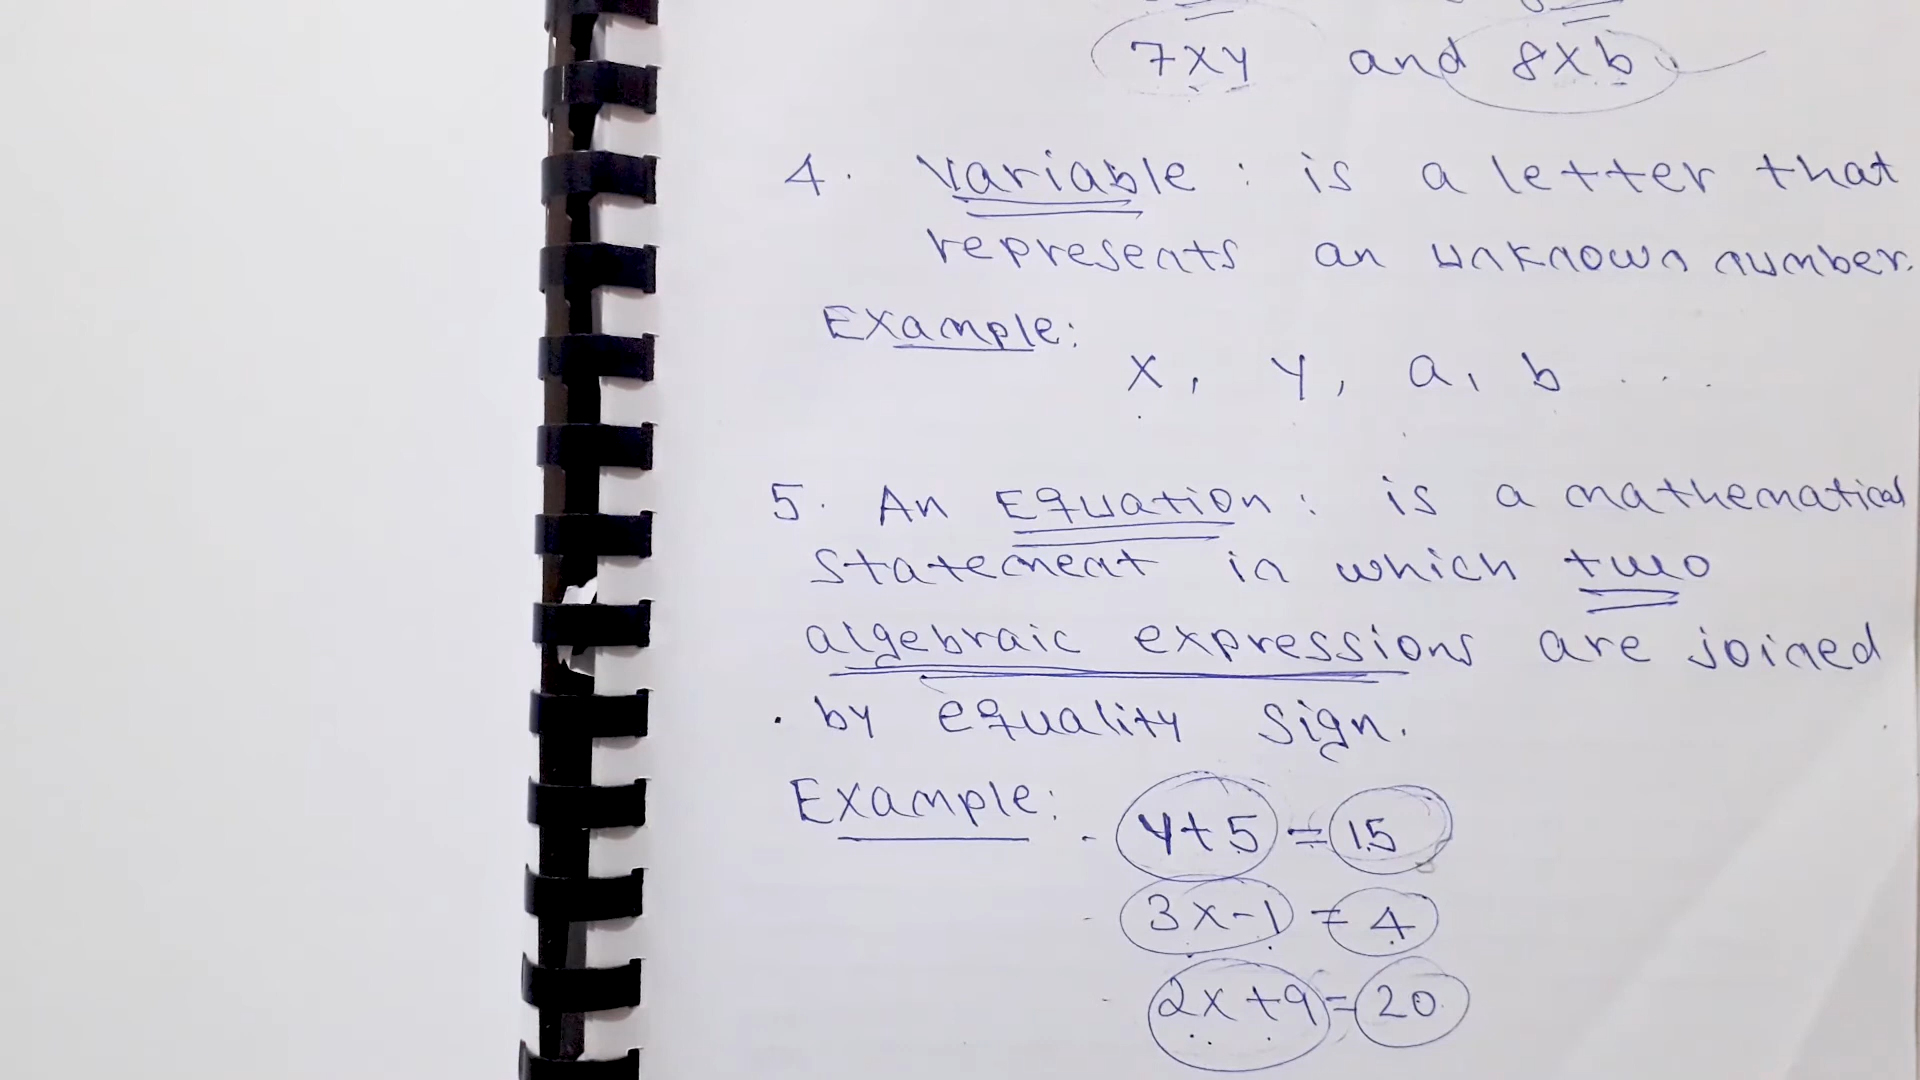 7xy and 8xb
4. Variable : is a letter that
represents an unknown number.
Example:
x, y, a, b ...
5. An Equation : is a mathematical
statement in which two
algebraic expressions are joined
by equality sign.
Example: - y+5 = 15
- 3x-1 = 4
- 2x+9 = 20